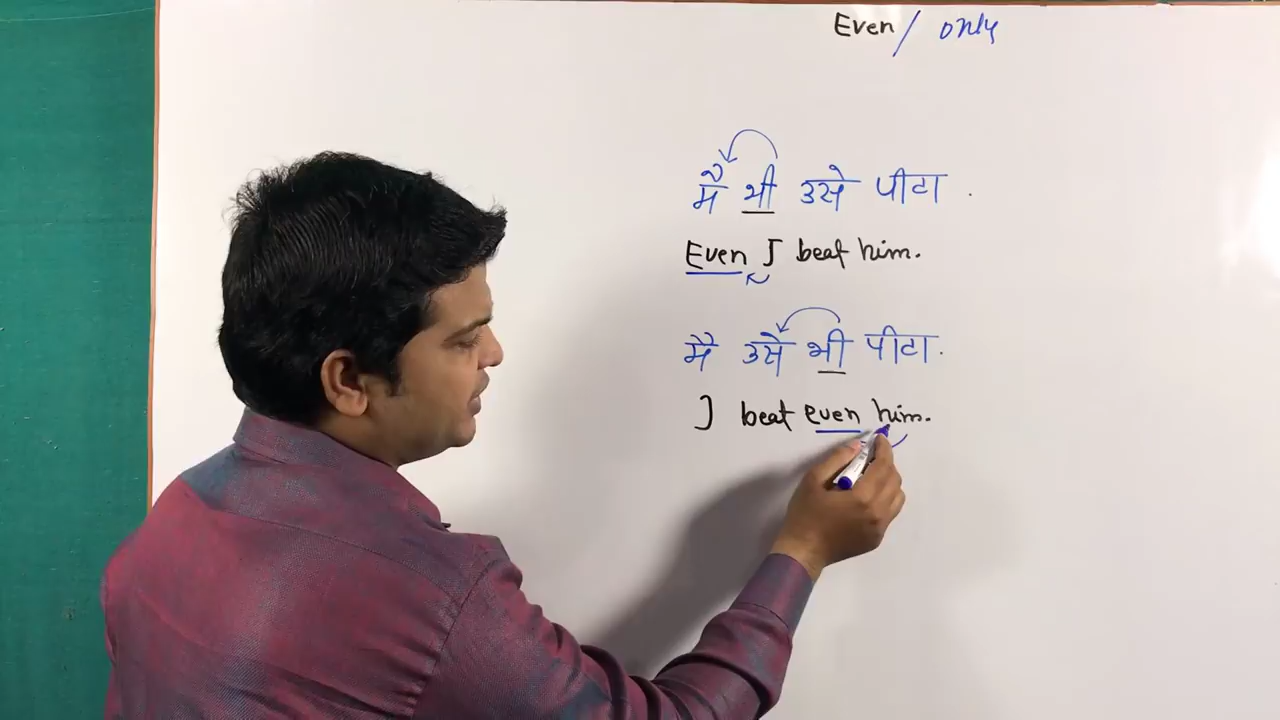 Even / only
मै भी उसे पीटा .
Even I beat him.
मै उसे भी पीटा .
I beat even him.